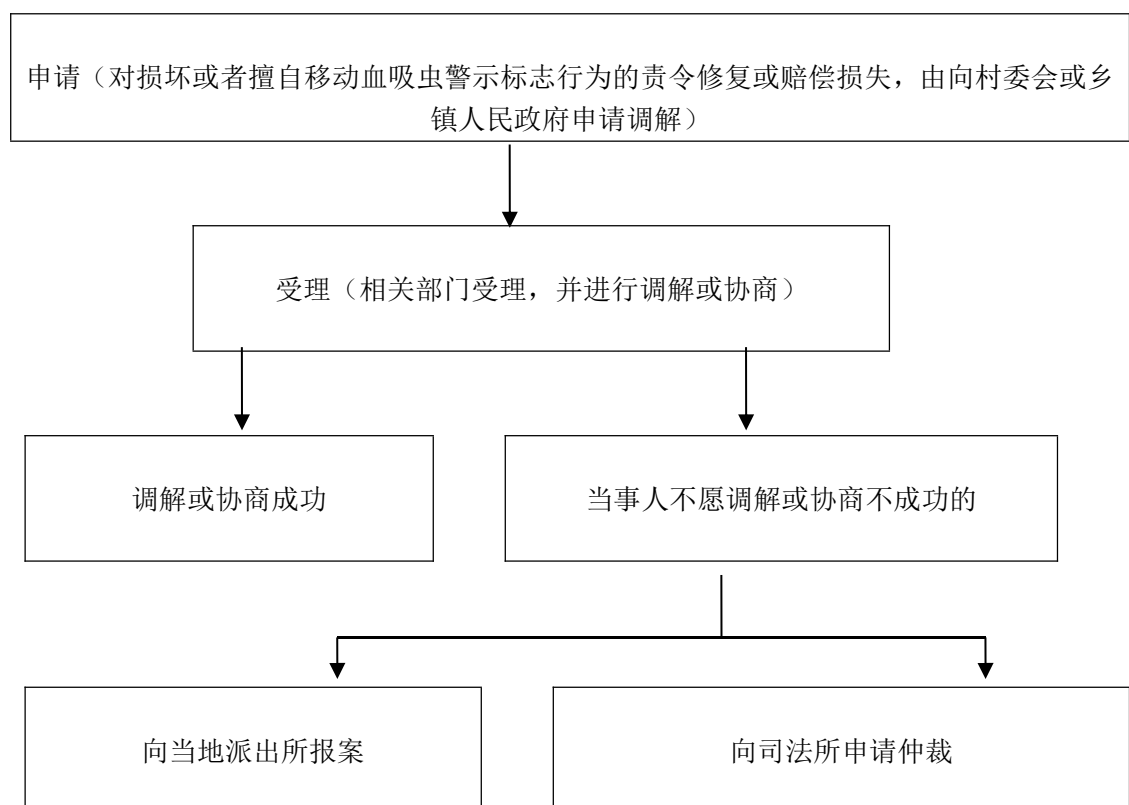 申请（对损坏或者擅自移动血吸虫警示标志行为的责令修复或赔偿损失，由向村委会或乡
镇人民政府申请调解）
受理（相关部门受理，并进行调解或协商）
调解或协商成功
当事人不愿调解或协商不成功的
向当地派出所报案
向司法所申请仲裁